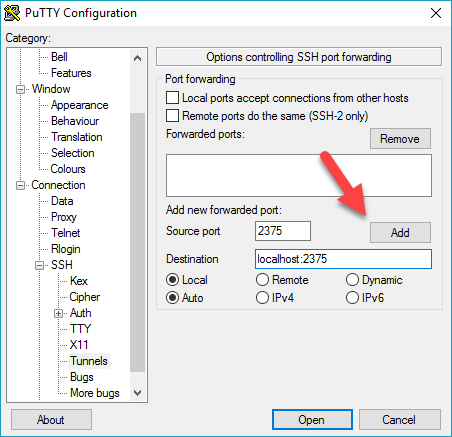 PuTTY Configuration
Category:
Bell
Features
Window
Appearance
Behaviour
Translation
Selection
Colours
Connection
Data
Proxy
Telnet
Rlogin
SSH
Kex
Cipher
Auth
TTY
X11
Tunnels
Bugs
More bugs
Options controlling SSH port forwarding
Port forwarding
Local ports accept connections from other hosts
Remote ports do the same (SSH-2 only)
Forwarded ports:
Remove
Add new forwarded port:
Source port 2375 Add
Destination localhost:2375
Local Remote Dynamic
Auto IPv4 IPv6
About Open Cancel